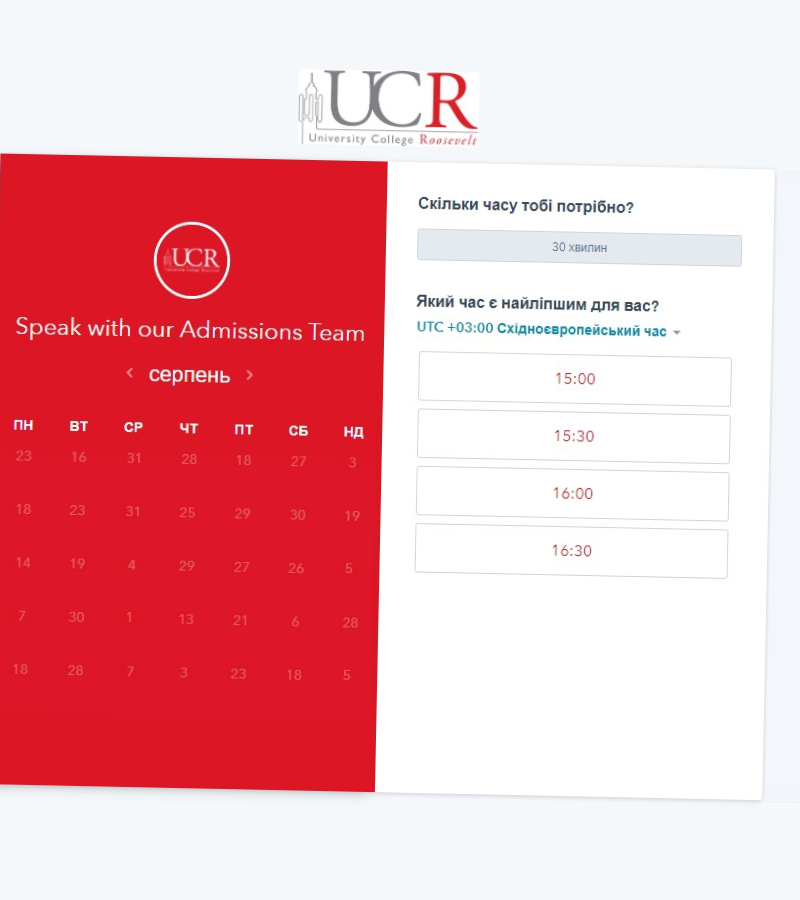 UCR
University College Roosevelt
UCR
Speak with our Admissions Team
серпень
ПН ВТ СР ЧТ ПТ СБ НД
23 16 31 28 18 27 3
18 23 31 25 29 30 19
14 19 4 29 27 26 5
7 30 1 13 21 6 28
18 28 7 3 23 18 5
Скільки часу тобі потрібно?
30 хвилин
Який час є найліпшим для вас?
UTC +03:00 Східноєвропейський час
15:00
15:30
16:00
16:30